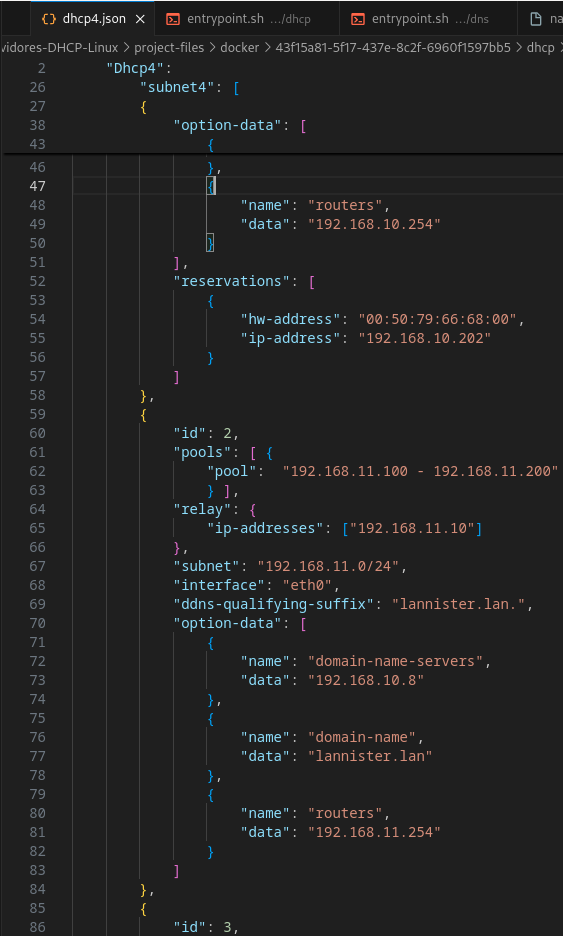 dhcp4.json
entrypoint.sh .../dhcp
entrypoint.sh .../dns
na
vidores-DHCP-Linux > project-files > docker > 43f15a81-5f17-437e-8c2f-6960f1597bb5 > dhcp >
2 "Dhcp4":
26 "subnet4": [
27 {
38 "option-data": [
43 {
46 },
47 {
48 "name": "routers",
49 "data": "192.168.10.254"
50 }
51 ],
52 "reservations": [
53 {
54 "hw-address": "00:50:79:66:68:00",
55 "ip-address": "192.168.10.202"
56 }
57 ]
58 },
59 {
60 "id": 2,
61 "pools": [ {
62 "pool":  "192.168.11.100 - 192.168.11.200"
63 } ],
64 "relay": {
65 "ip-addresses": ["192.168.11.10"]
66 },
67 "subnet": "192.168.11.0/24",
68 "interface": "eth0",
69 "ddns-qualifying-suffix": "lannister.lan.",
70 "option-data": [
71 {
72 "name": "domain-name-servers",
73 "data": "192.168.10.8"
74 },
75 {
76 "name": "domain-name",
77 "data": "lannister.lan"
78 },
79 {
80 "name": "routers",
81 "data": "192.168.11.254"
82 }
83 ]
84 },
85 {
86 "id": 3,